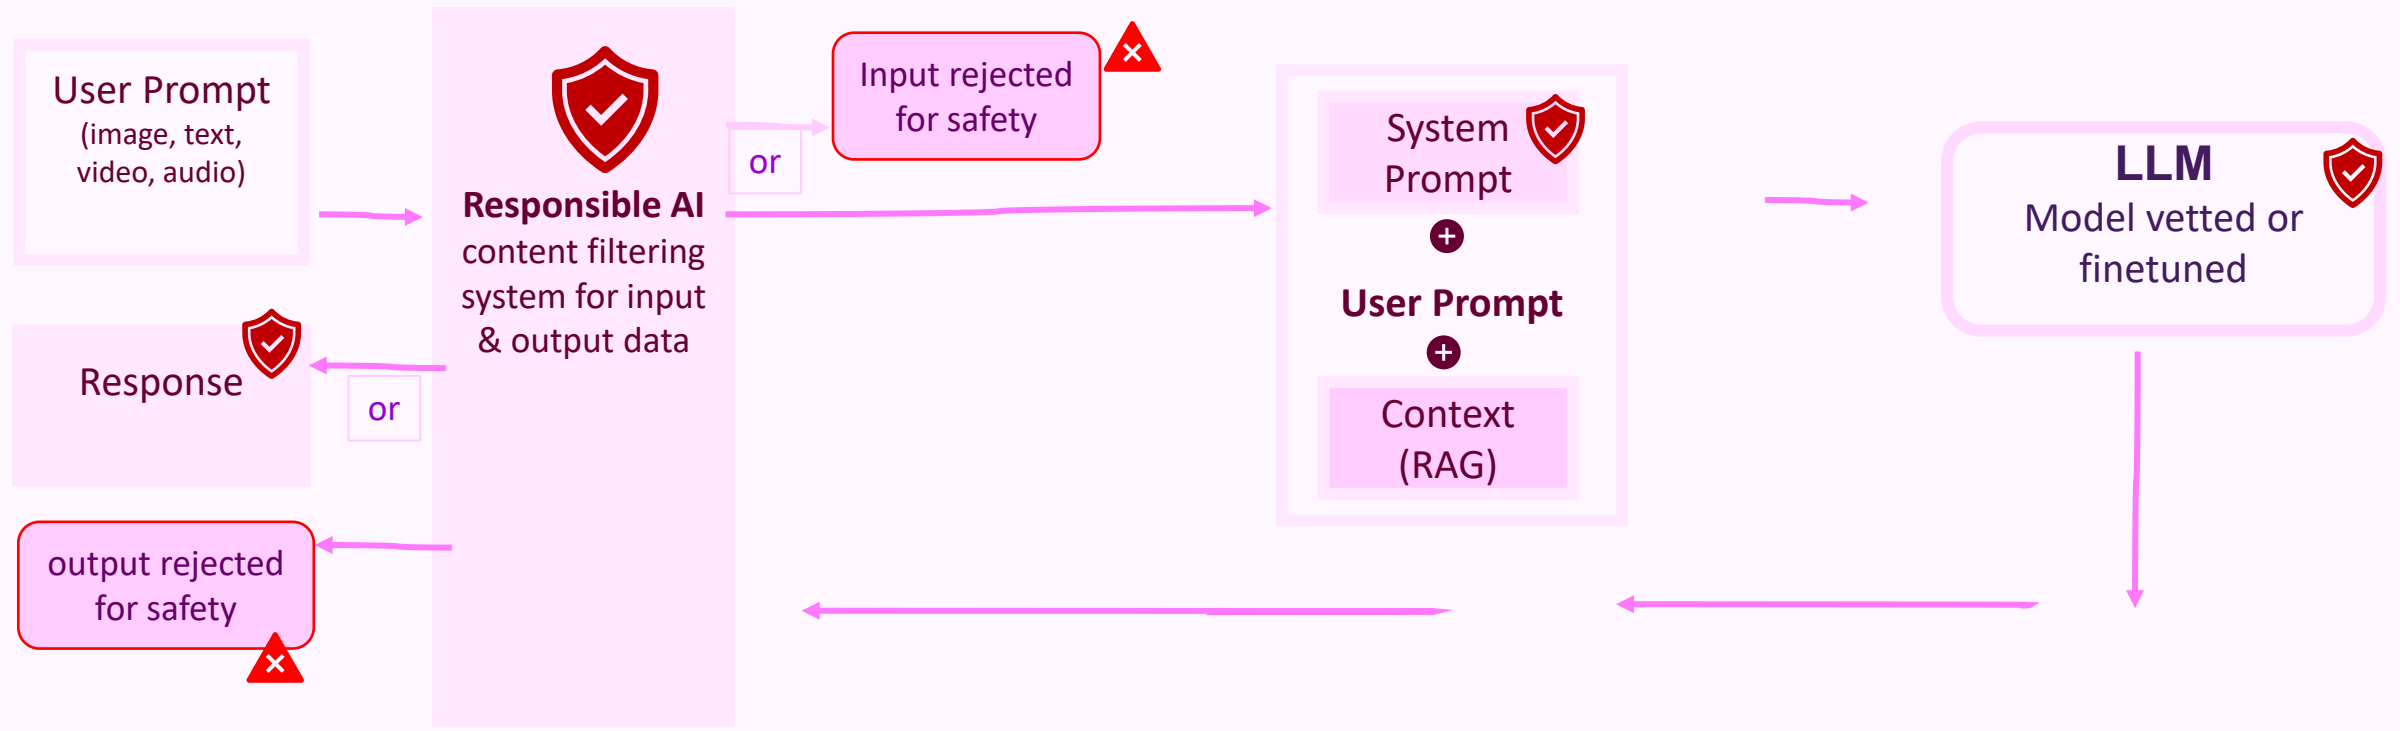 User Prompt
(image, text,
video, audio)
Responsible AI
content filtering
system for input
& output data
or
Input rejected
for safety
System
Prompt
User Prompt
Context
(RAG)
LLM
Model vetted or
finetuned
Response
or
output rejected
for safety